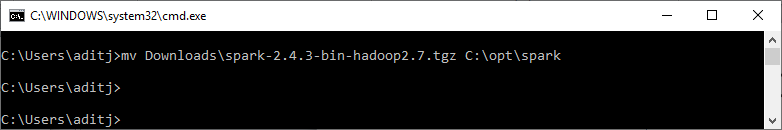 C:\WINDOWS\system32\cmd.exe
C:\Users\aditj>mv Downloads\spark-2.4.3-bin-hadoop2.7.tgz C:\opt\spark
C:\Users\aditj>
C:\Users\aditj>